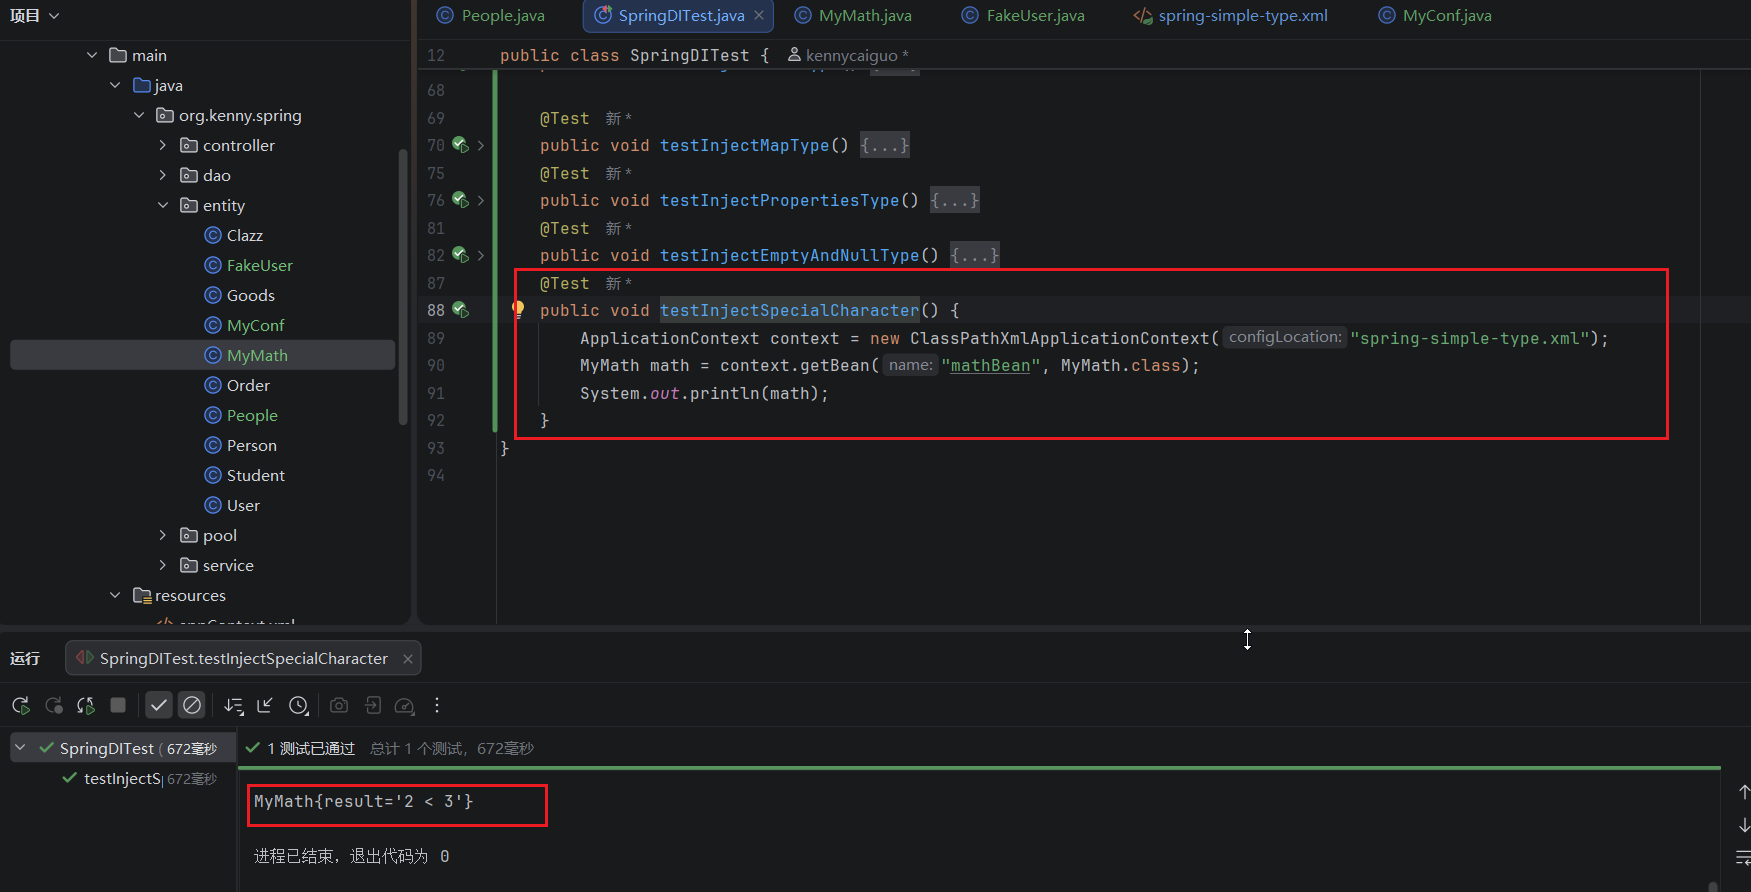 项目
People.java
SpringDITest.java
MyMath.java
FakeUser.java
spring-simple-type.xml
MyConf.java
main
java
org.kenny.spring
controller
dao
entity
Clazz
FakeUser
Goods
MyConf
MyMath
Order
People
Person
Student
User
pool
service
resources
12 public class SpringDITest { kennycaiguo *
68
69 @Test 新 *
70 public void testInjectMapType() {...}
75 @Test 新 *
76 public void testInjectPropertiesType() {...}
81 @Test 新 *
82 public void testInjectEmptyAndNullType() {...}
87 @Test 新 *
88 public void testInjectSpecialCharacter() {
89 ApplicationContext context = new ClassPathXmlApplicationContext( configLocation: "spring-simple-type.xml");
90 MyMath math = context.getBean( name: "mathBean", MyMath.class);
91 System.out.println(math);
92 }
93 }
94
运行
SpringDITest.testInjectSpecialCharacter
SpringDITest ( 672毫秒
testInjectS 672毫秒
1 测试已通过 总计 1 个测试, 672毫秒
MyMath{result='2 < 3'}
进程已结束，退出代码为 0